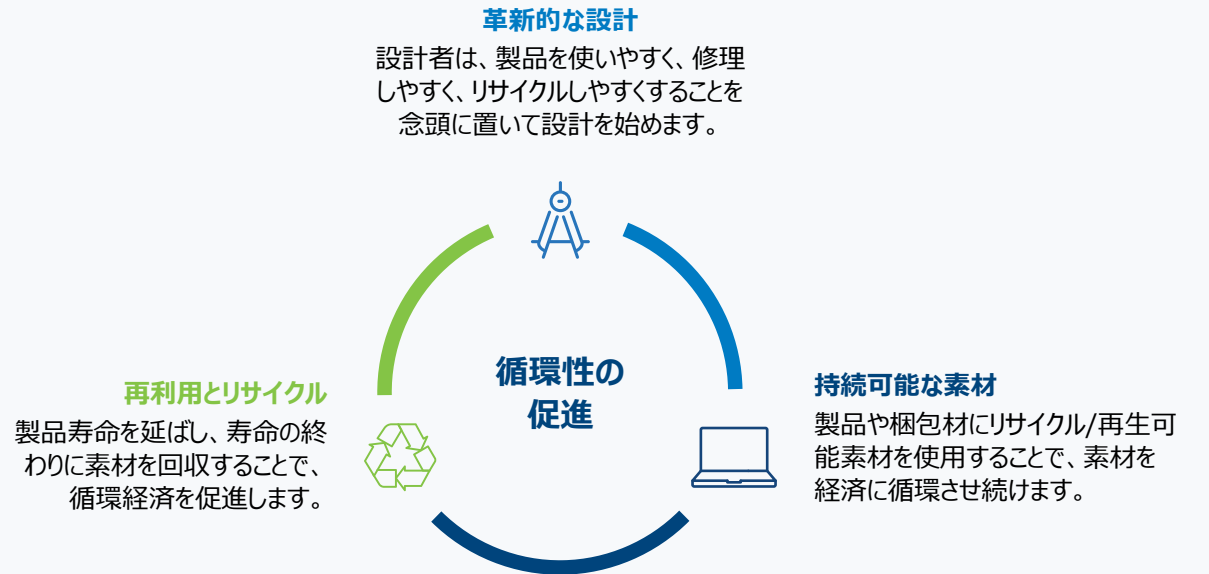 革新的な設計
設計者は、製品を使いやすく、修理
しやすく、リサイクルしやすくすることを
念頭に置いて設計を始めます。
循環性の
促進
再利用とリサイクル
製品寿命を延ばし、寿命の終
わりに素材を回収することで、
循環経済を促進します。
持続可能な素材
製品や梱包材にリサイクル/再生可
能素材を使用することで、素材を
経済に循環させ続けます。